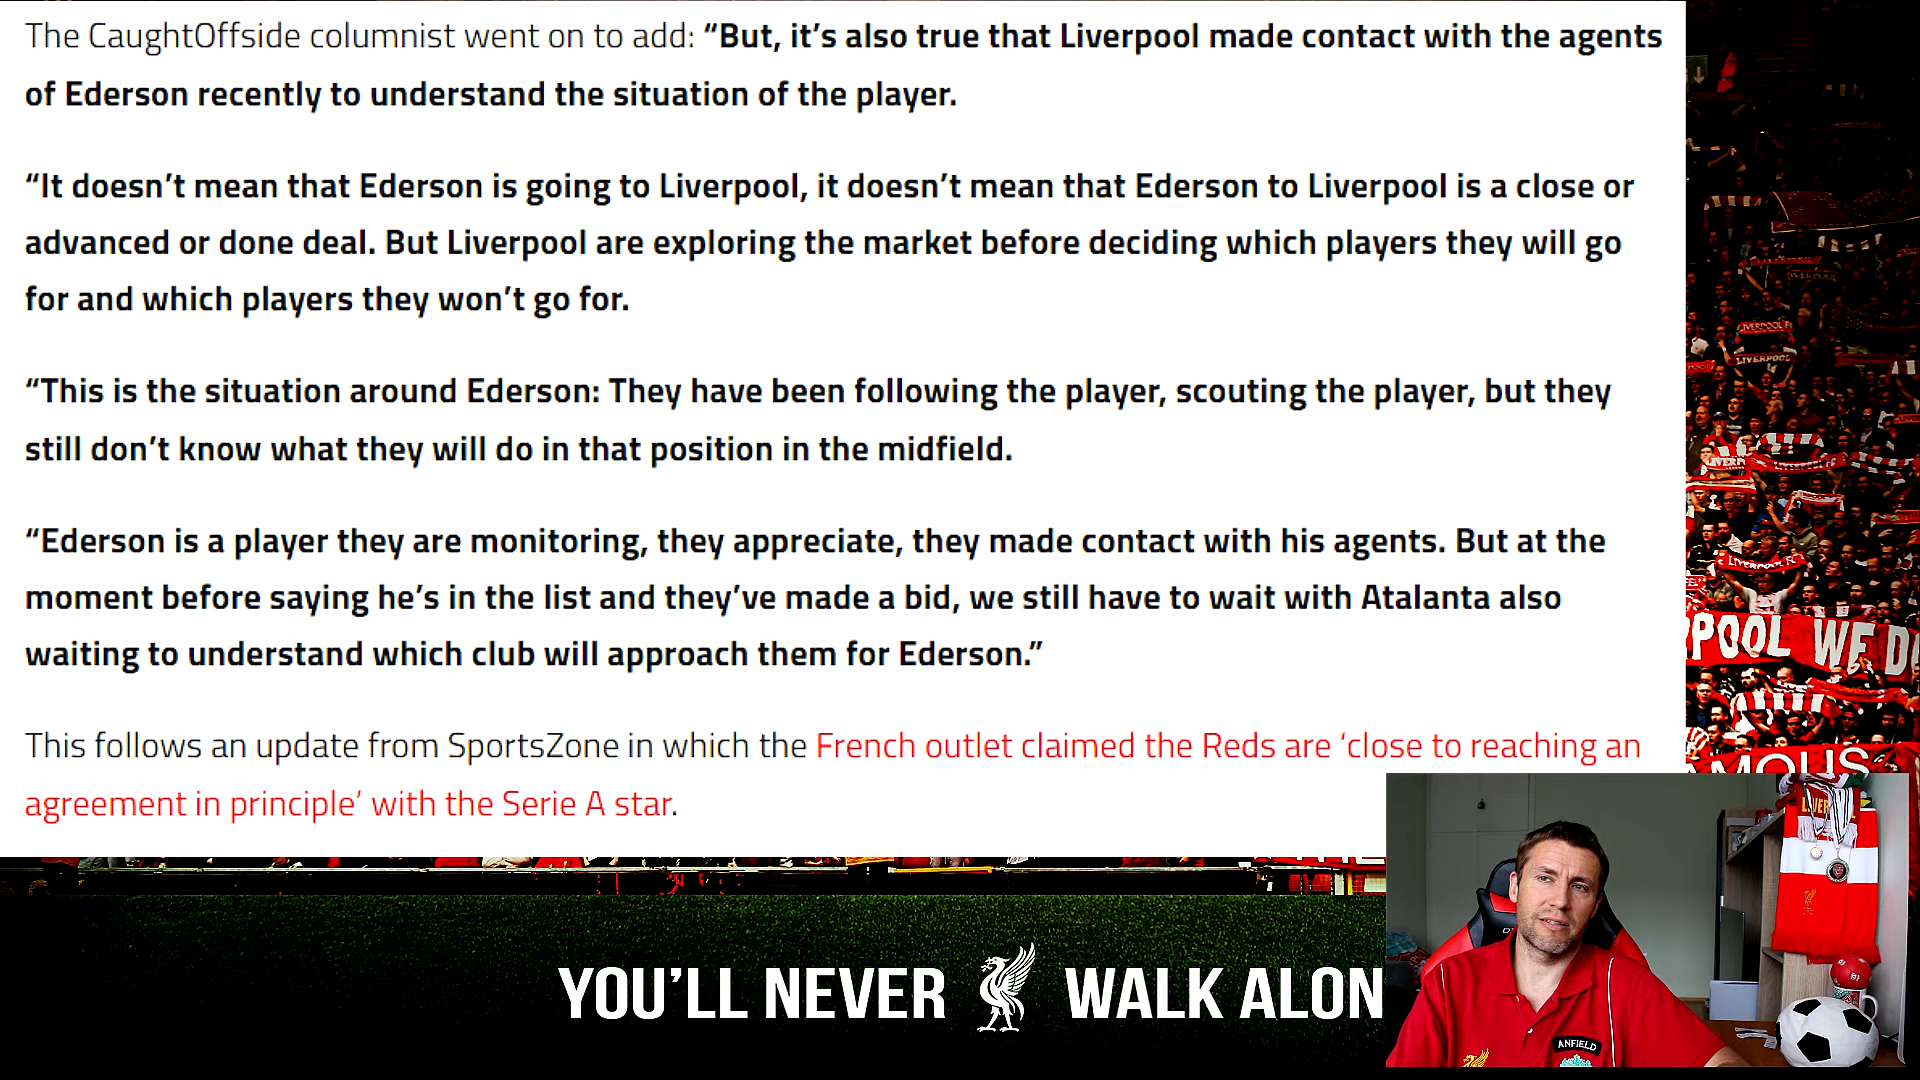 The CaughtOffside columnist went on to add: “But, it’s also true that Liverpool made contact with the agents
of Ederson recently to understand the situation of the player.
“It doesn’t mean that Ederson is going to Liverpool, it doesn’t mean that Ederson to Liverpool is a close or
advanced or done deal. But Liverpool are exploring the market before deciding which players they will go
for and which players they won’t go for.
“This is the situation around Ederson: They have been following the player, scouting the player, but they
still don’t know what they will do in that position in the midfield.
“Ederson is a player they are monitoring, they appreciate, they made contact with his agents. But at the
moment before saying he’s in the list and they’ve made a bid, we still have to wait with Atalanta also
waiting to understand which club will approach them for Ederson.”
This follows an update from SportsZone in which the French outlet claimed the Reds are ‘close to reaching an
agreement in principle’ with the Serie A star.
LIVERPOOL FC
LIVERPOOL
LIVERPOOL FC
POOL WE D
AMOUS
YOU’LL NEVER WALK ALON
ANFIELD